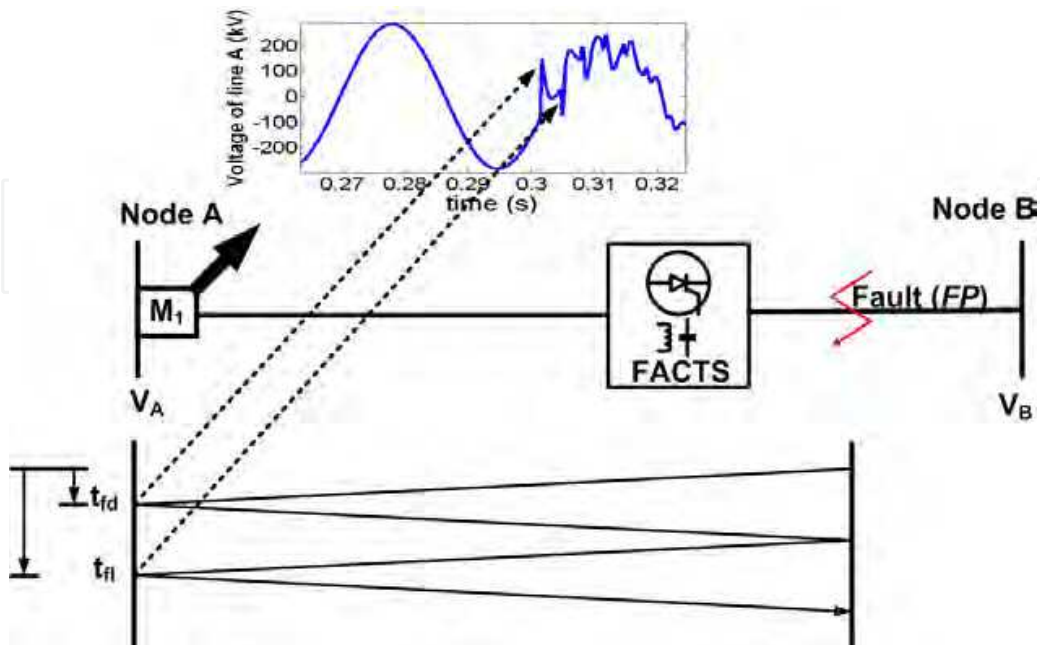 Voltage of line A (kV)
200
100
0
-100
-200
0.27 0.28 0.29 0.3 0.31 0.32
time (s)
Node A
Node B
M1
Fault (FP)
FACTS
VA
VB
tfd
tfl